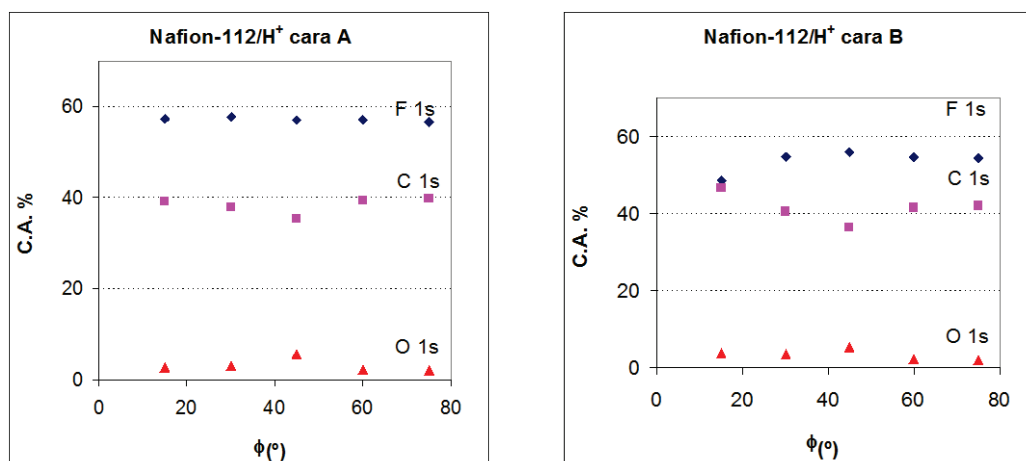 Nafion-112/H⁺ cara A
F 1s
C 1s
O 1s
C.A. %
60
40
20
0
0 20 40 60 80
ϕ(º)
Nafion-112/H⁺ cara B
F 1s
C 1s
O 1s
C.A. %
60
40
20
0
0 20 40 60 80
ϕ(º)